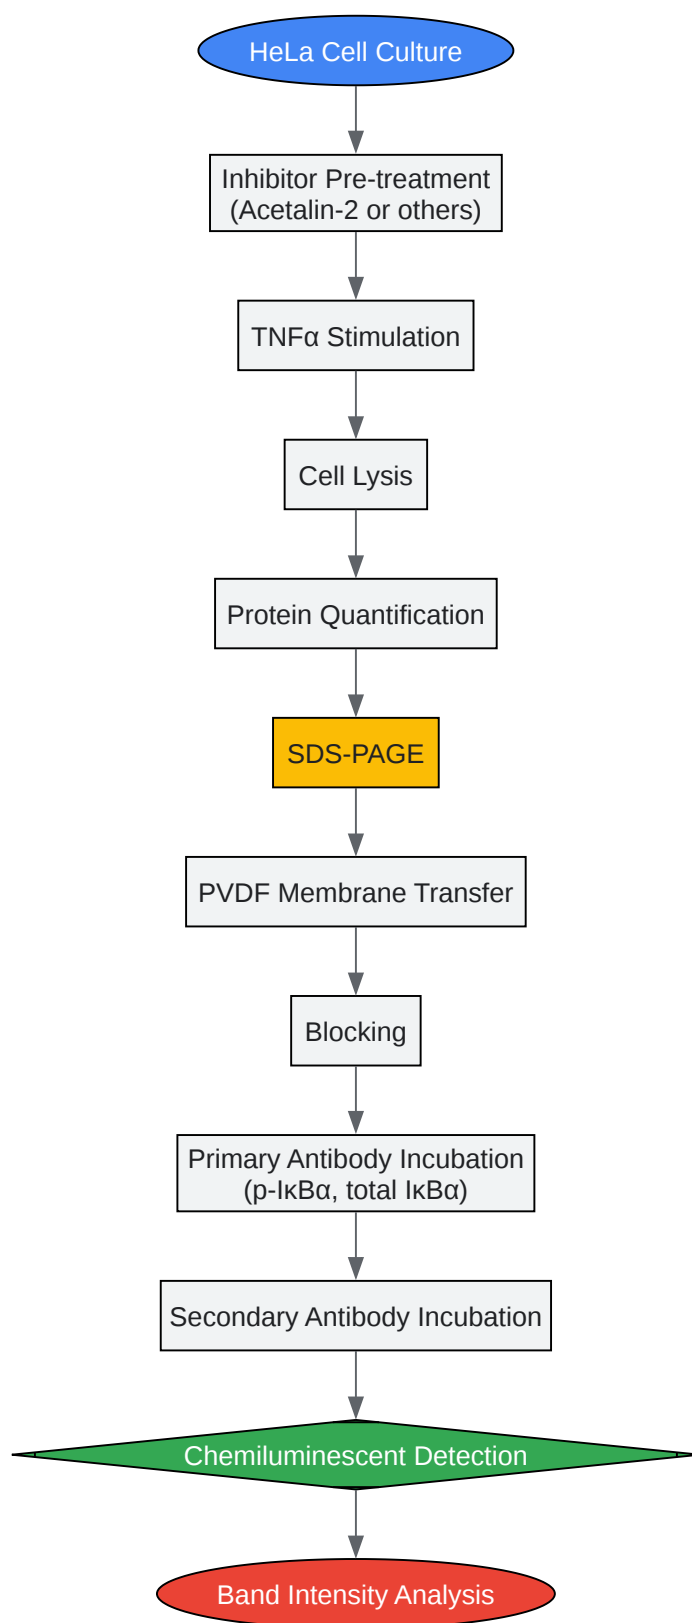 HeLa Cell Culture
Inhibitor Pre-treatment
(Acetalin-2 or others)
TNFα Stimulation
Cell Lysis
Protein Quantification
SDS-PAGE
PVDF Membrane Transfer
Blocking
Primary Antibody Incubation
(p-IκBα, total IκBα)
Secondary Antibody Incubation
Chemiluminescent Detection
Band Intensity Analysis